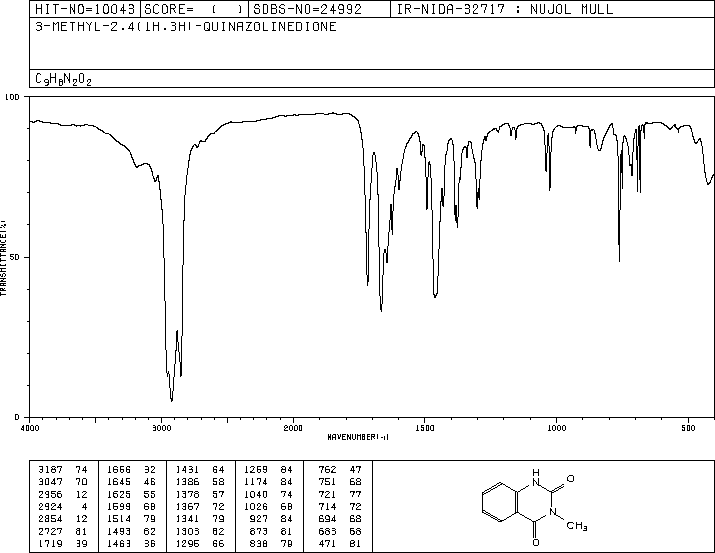 HIT-NO=10043 SCORE= ( ) SDBS-NO=24992 IR-NIDA-32717 : NUJOL MULL
3-METHYL-2,4(1H,3H)-QUINAZOLINEDIONE
C9H8N2O2
100
50
0
TRANSMITTANCE(%)
4000 3000 2000 1500 1000 500
WAVENUMBER(-1)
3187 74 1666 32 1431 64 1269 84 762 47
3047 70 1645 46 1386 58 1174 84 751 68
2956 12 1625 55 1378 57 1040 74 721 77
2924 4 1599 68 1367 72 1026 68 714 72
2854 12 1514 79 1341 79 927 84 694 68
2727 81 1493 62 1303 62 873 81 683 68
1719 39 1463 36 1296 66 838 79 471 81
H
N O
N
CH3
O